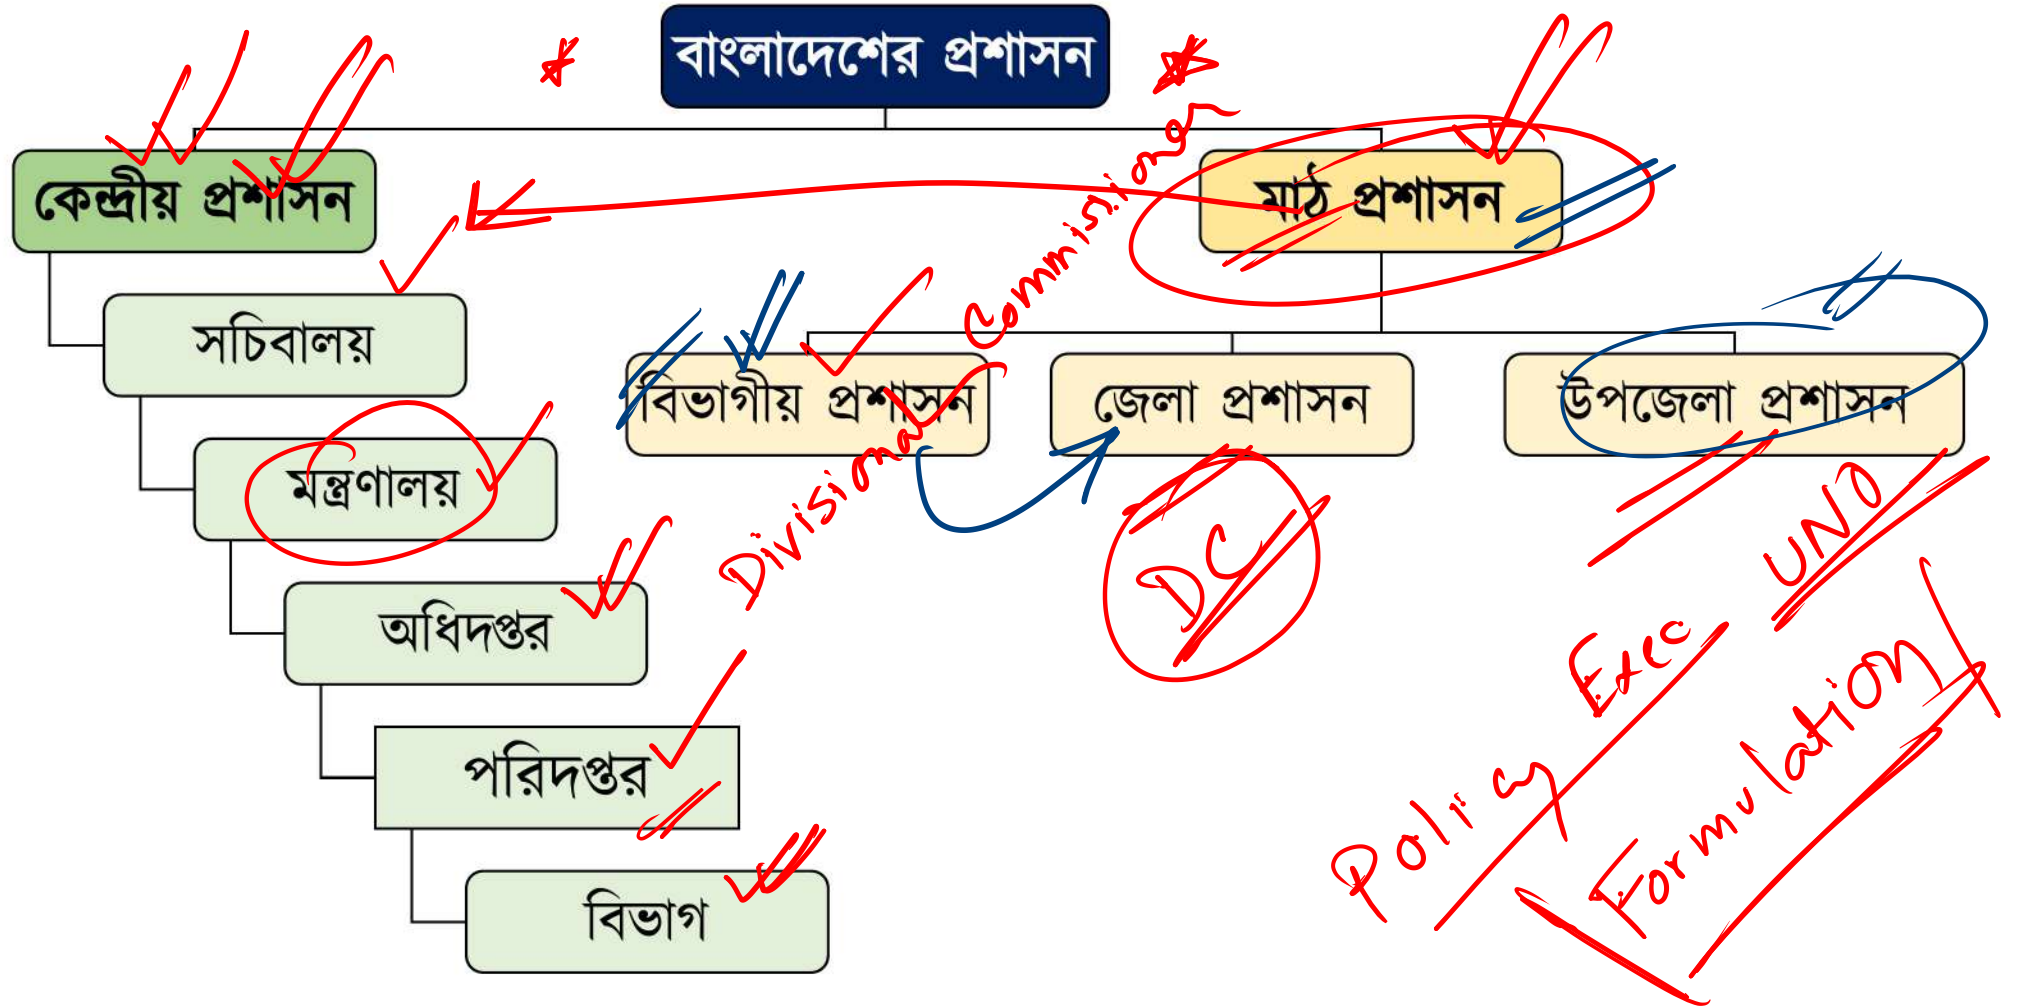 বাংলাদেশের প্রশাসন
কেন্দ্রীয় প্রশাসন
মাঠ প্রশাসন
সচিবালয়
মন্ত্রণালয়
অধিদপ্তর
পরিদপ্তর
বিভাগ
বিভাগীয় প্রশাসন
জেলা প্রশাসন
উপজেলা প্রশাসন
Divisional Commissioner
DC
UNO
Policy Exec
Formulation